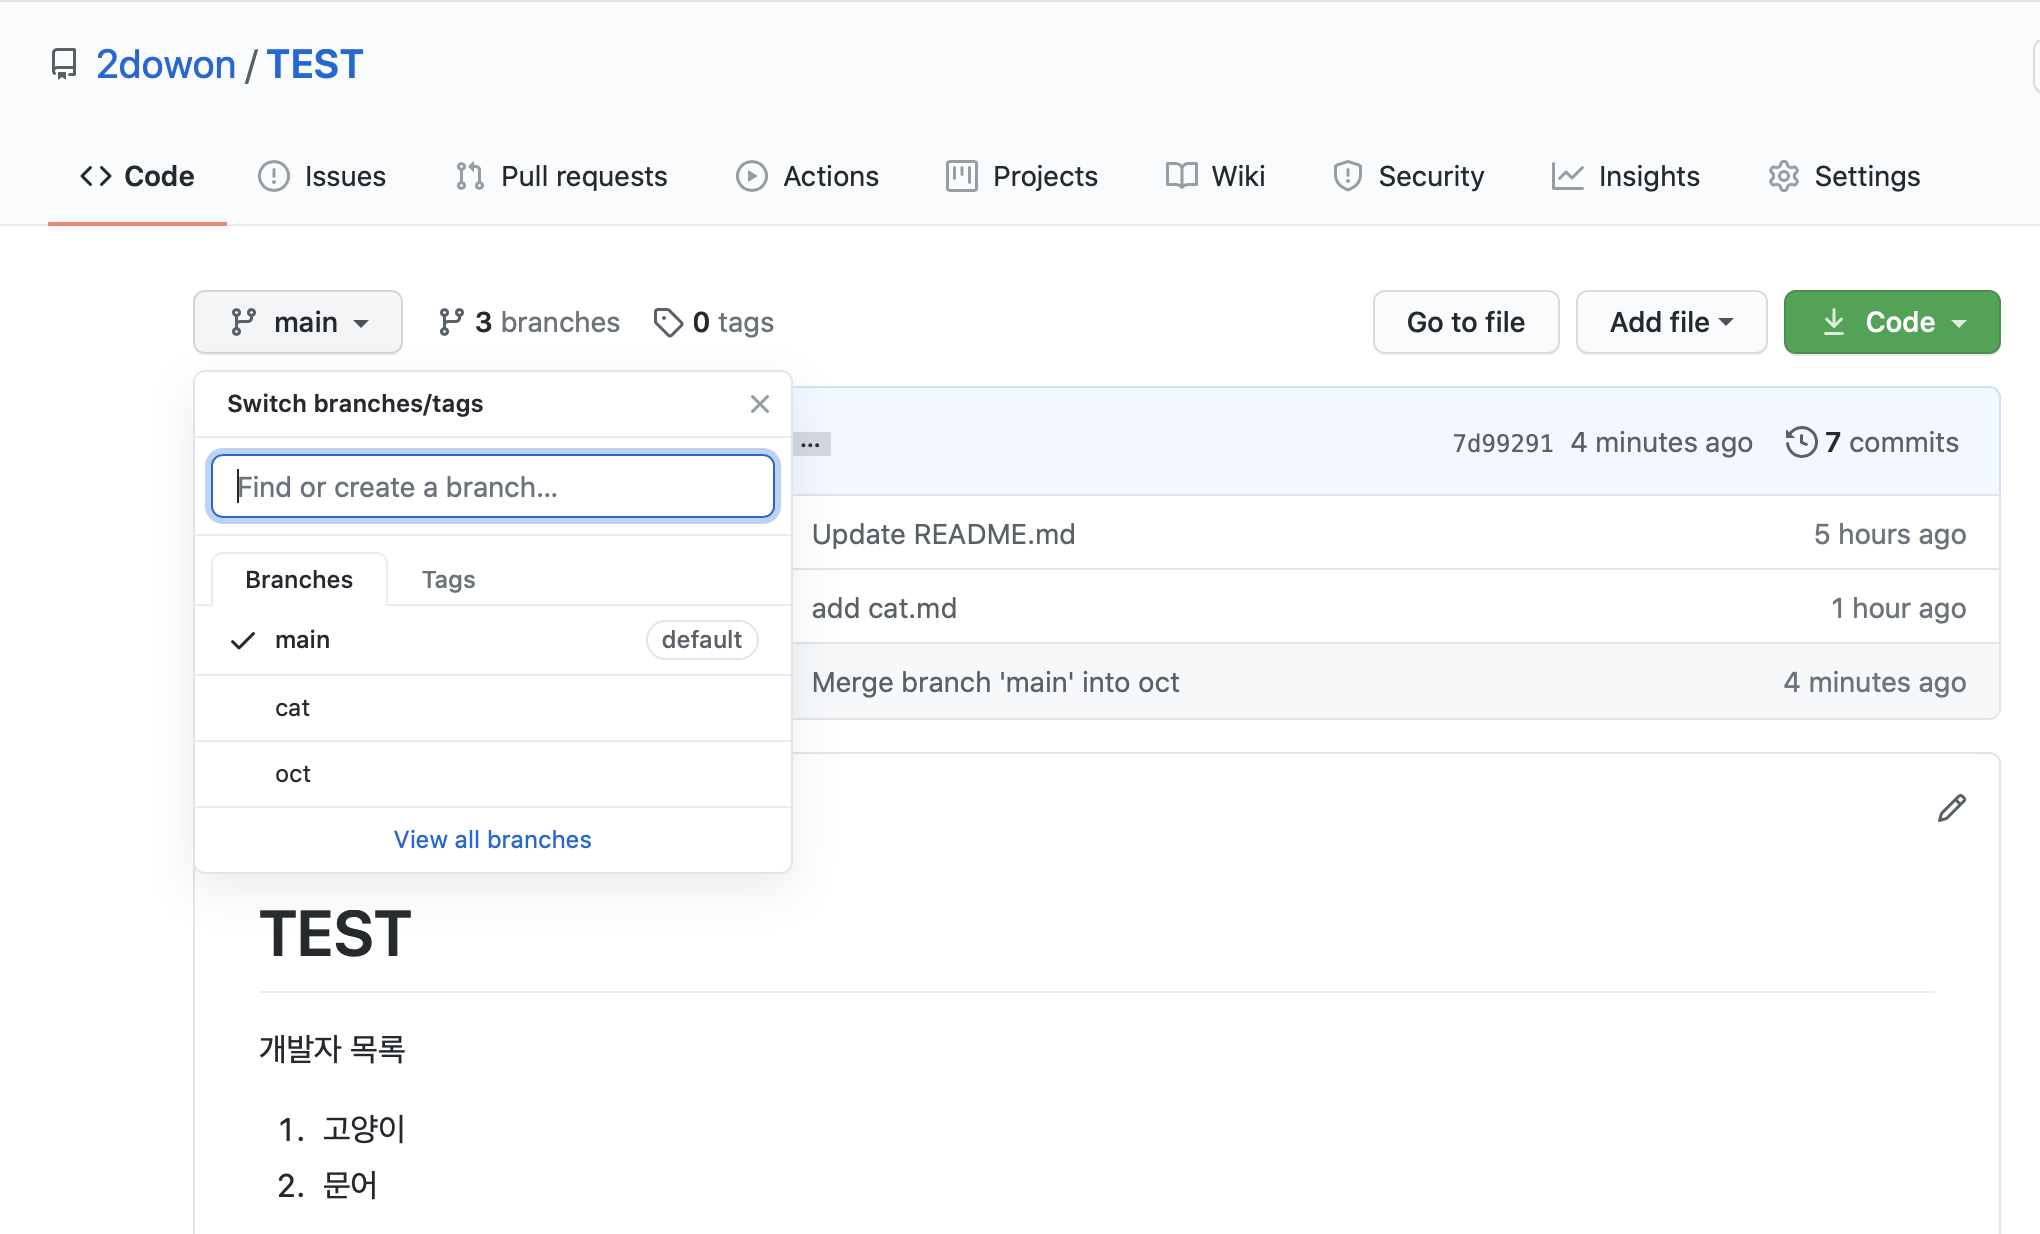 2dowon / TEST
Code Issues Pull requests Actions Projects Wiki Security Insights Settings
main 3 branches 0 tags Go to file Add file Code
Switch branches/tags
... 7d99291 4 minutes ago 7 commits
Find or create a branch...
Update README.md 5 hours ago
Branches Tags
add cat.md 1 hour ago
main default
Merge branch 'main' into oct 4 minutes ago
cat
oct
View all branches
TEST
개발자 목록
1. 고양이
2. 문어